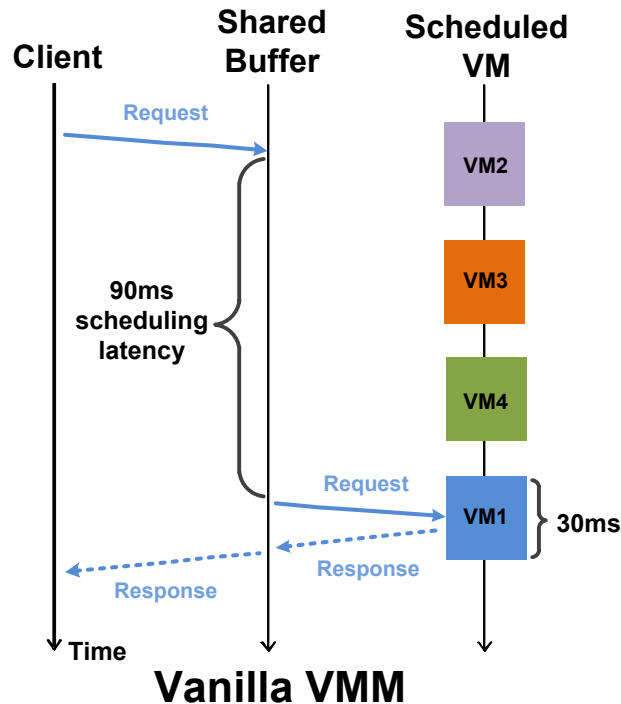 Client
Shared
Buffer
Scheduled
VM
Request
VM2
VM3
90ms
scheduling
latency
VM4
Request
VM1
30ms
Response
Response
Time
Vanilla VMM